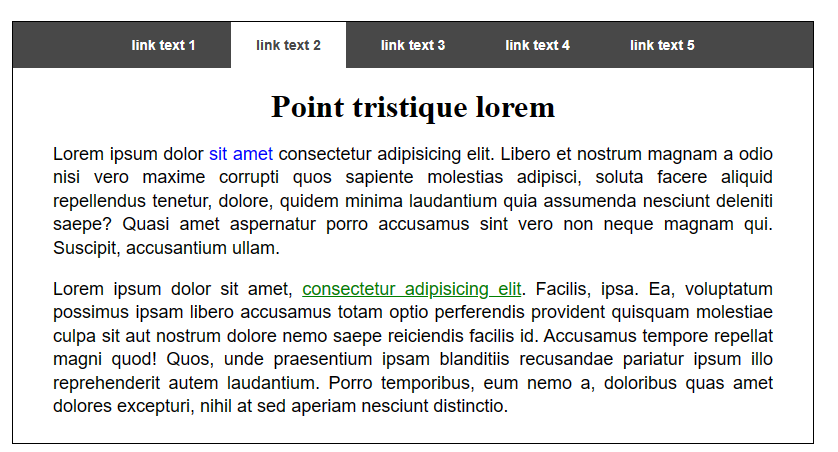 link text 1 link text 2 link text 3 link text 4 link text 5
Point tristique lorem
Lorem ipsum dolor sit amet consectetur adipisicing elit. Libero et nostrum magnam a odio
nisi vero maxime corrupti quos sapiente molestias adipisci, soluta facere aliquid
repellendus tenetur, dolore, quidem minima laudantium quia assumenda nesciunt deleniti
saepe? Quasi amet aspernatur porro accusamus sint vero non neque magnam qui.
Suscipit, accusantium ullam.
Lorem ipsum dolor sit amet, consectetur adipisicing elit. Facilis, ipsa. Ea, voluptatum
possimus ipsam libero accusamus totam optio perferendis provident quisquam molestiae
culpa sit aut nostrum dolore nemo saepe reiciendis facilis id. Accusamus tempore repellat
magni quod! Quos, unde praesentium ipsam blanditiis recusandae pariatur ipsum illo
reprehenderit autem laudantium. Porro temporibus, eum nemo a, doloribus quas amet
dolores excepturi, nihil at sed aperiam nesciunt distinctio.